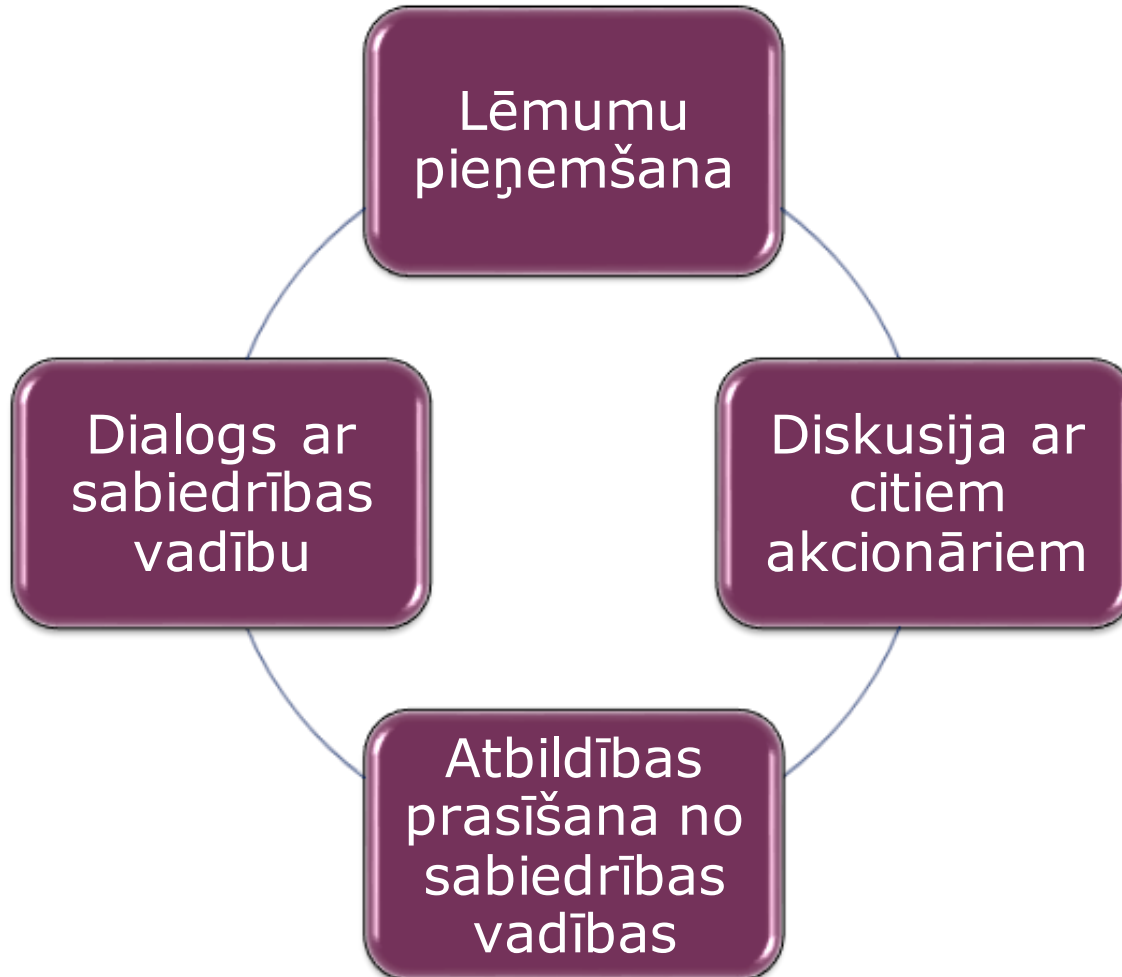 Lēmumu
pieņemšana
Dialogs ar
sabiedrības
vadību
Diskusija ar
citiem
akcionāriem
Atbildības
prasīšana no
sabiedrības
vadības